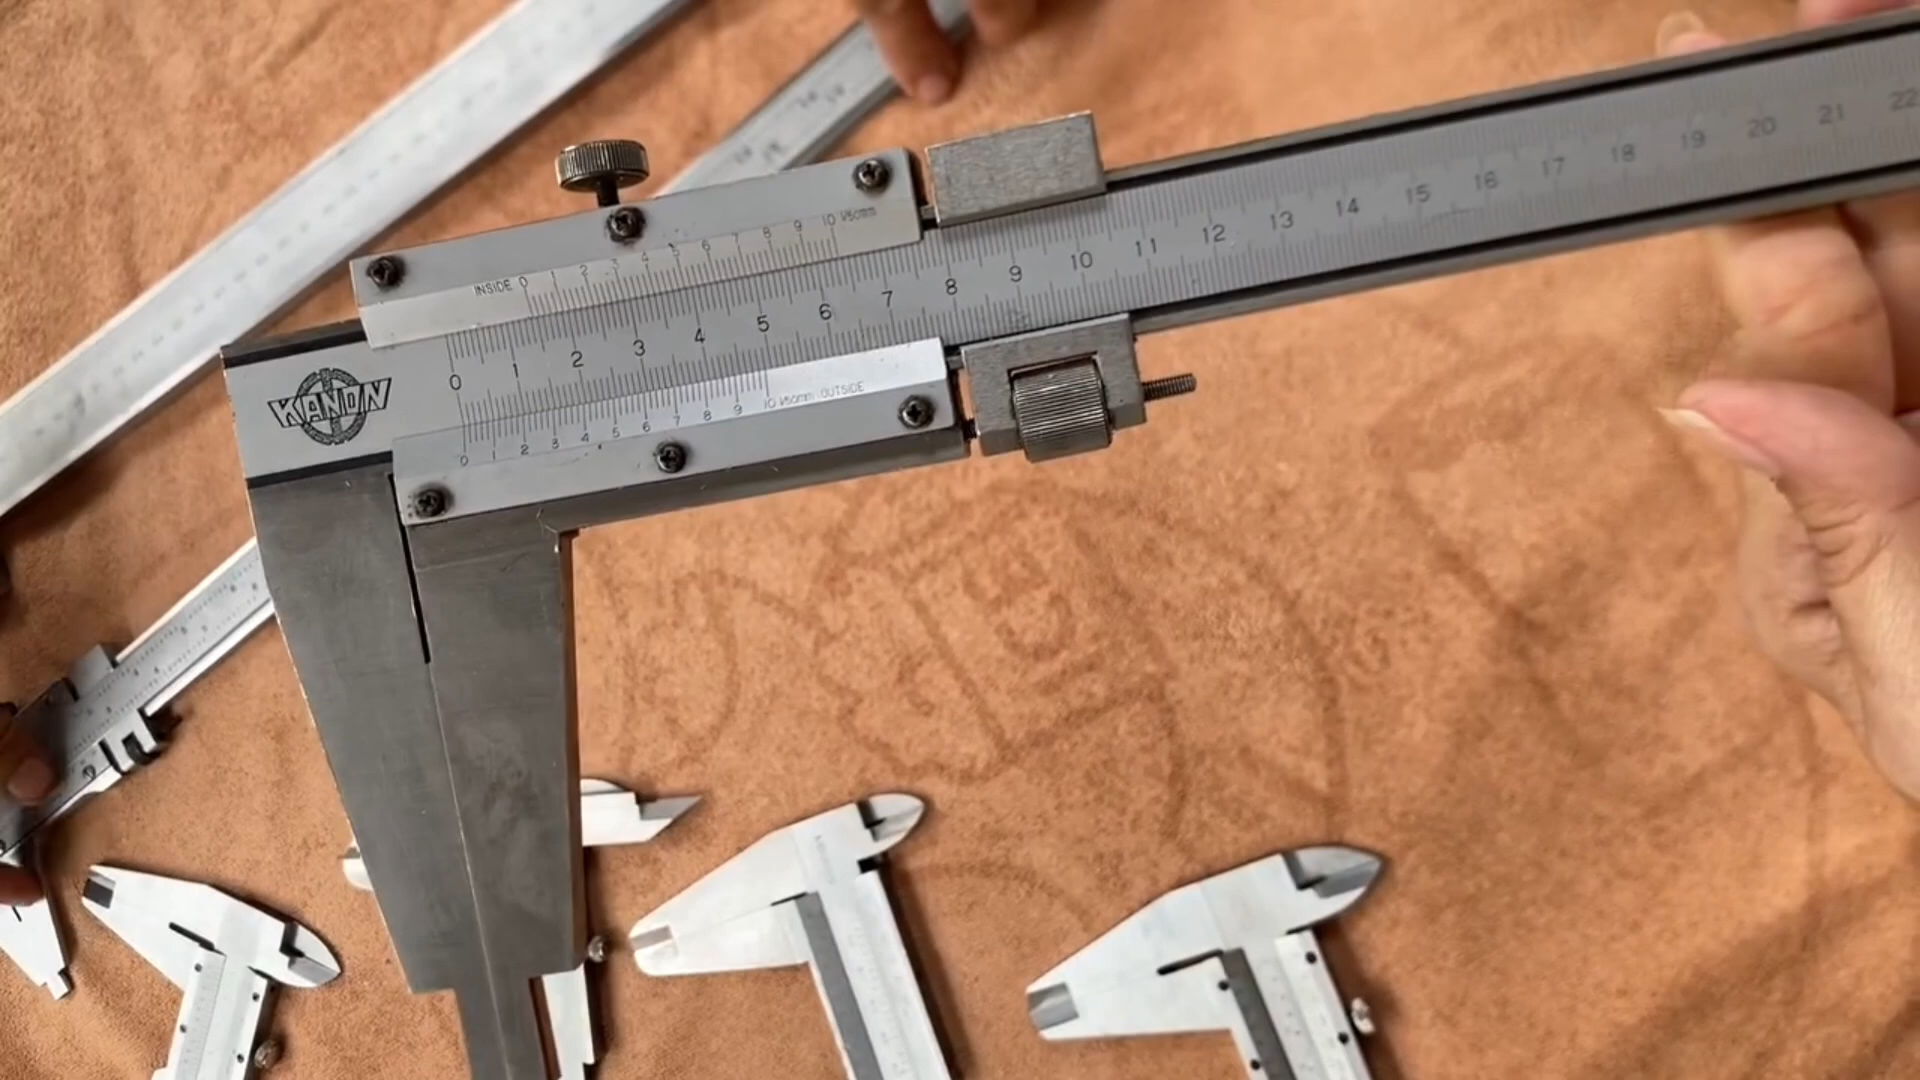 INSIDE 0 1 2 3 4 5 6 7 8 9 10 1/50mm
0 1 2 3 4 5 6 7 8 9 10 11 12 13 14 15 16 17 18 19 20 21 22
KANON
0 1 2 3 4 5 6 7 8 9 10 1/50mm OUTSIDE